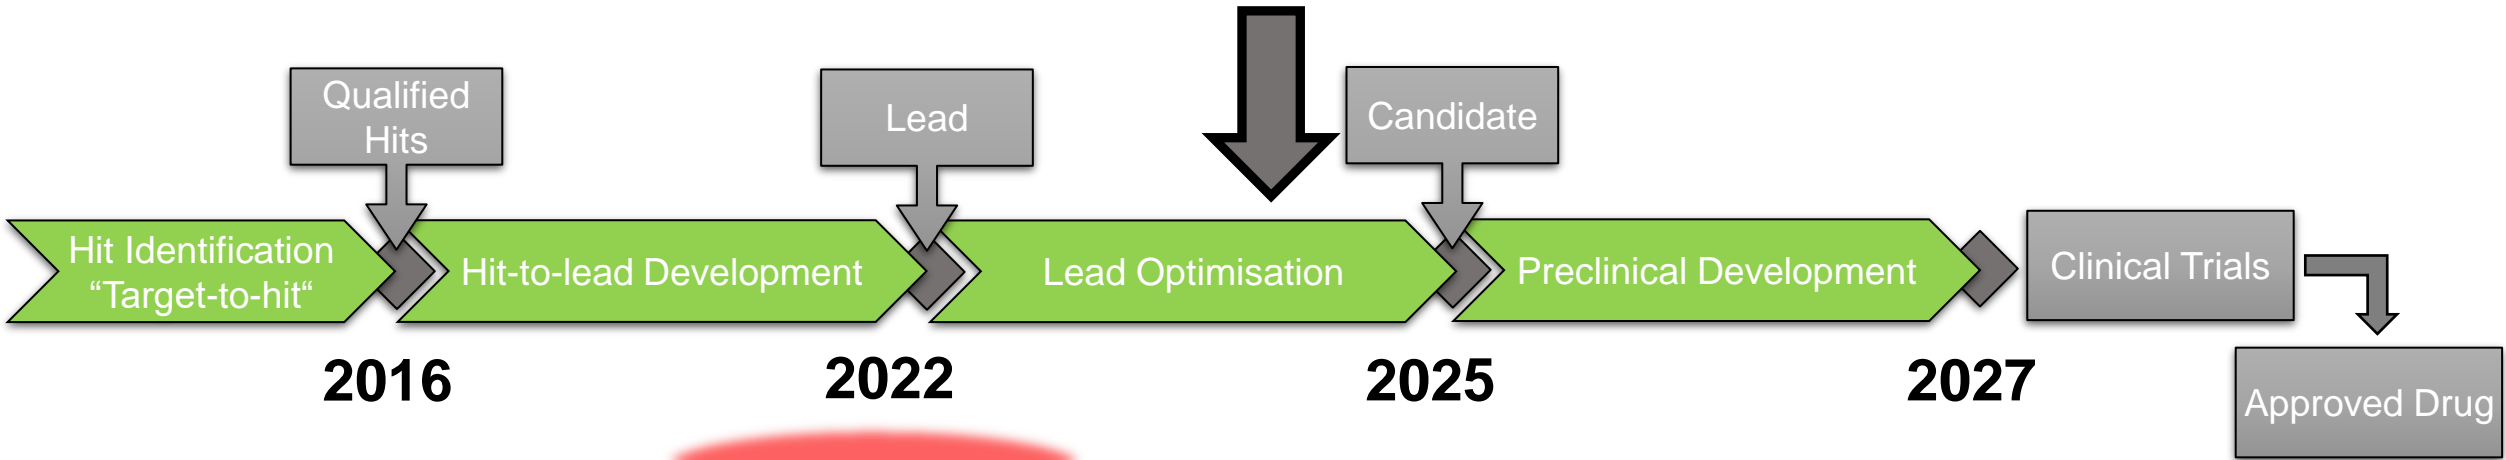 Qualified
Hits
Lead
Candidate
Hit Identification
“Target-to-hit“
Hit-to-lead Development
Lead Optimisation
Preclinical Development
Clinical Trials
2016
2022
2025
2027
Approved Drug